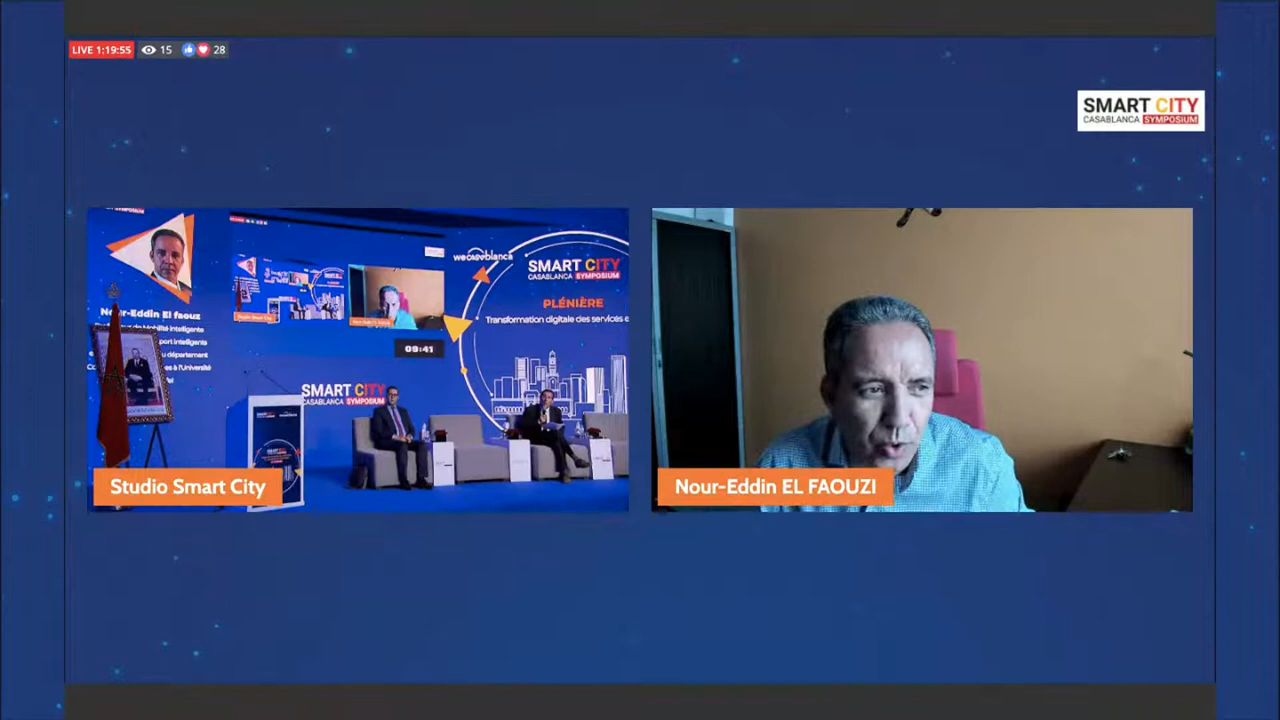 LIVE 1:19:55
15
28
SMART CITY
CASABLANCA SYMPOSIUM
wecasablanca
SMART CITY
CASABLANCA SYMPOSIUM
PLÉNIÈRE
Transformation digitale des services e
Nour-Eddin El faouz
09:41
SMART CITY
CASABLANCA SYMPOSIUM
Studio Smart City
Nour-Eddin EL FAOUZI